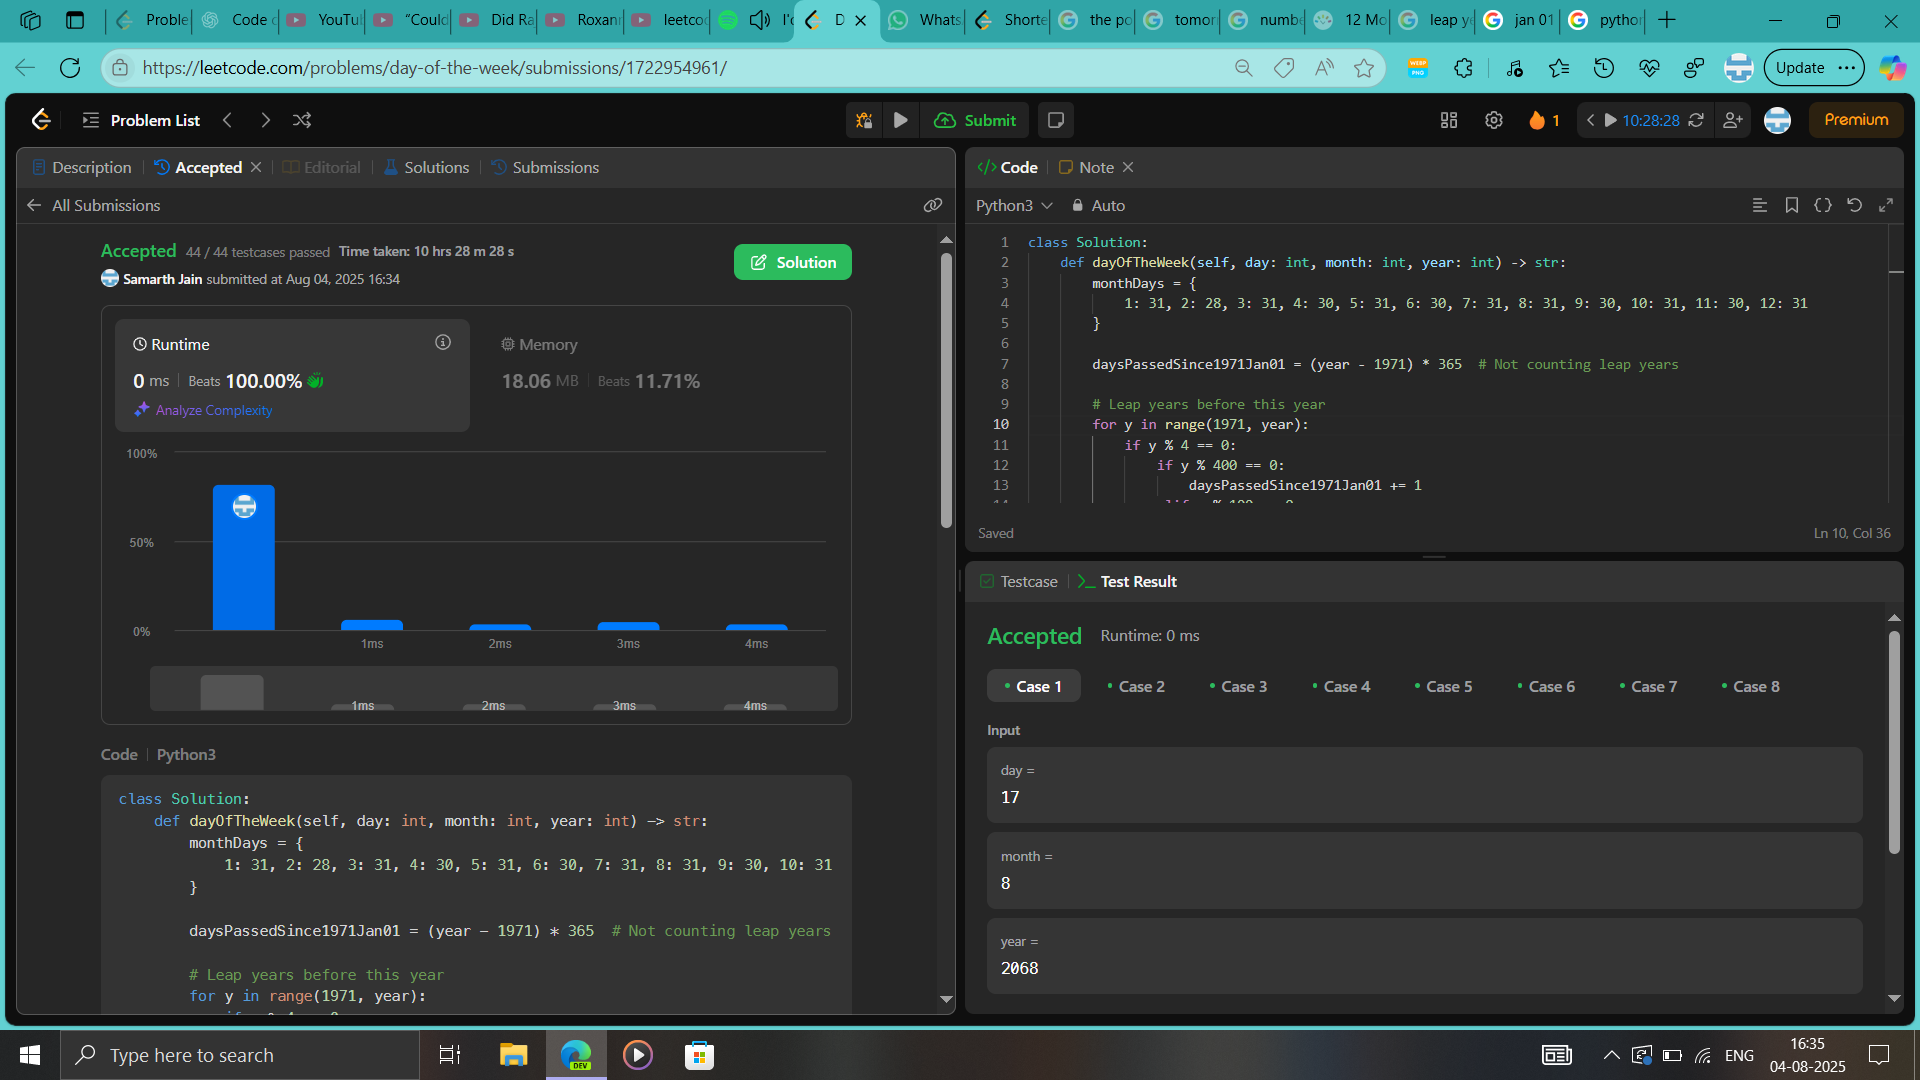 Proble
Code c
YouTul
"Could
Did Ra
Roxann
leetcoc
I'c
D
Whats
Shorte
the po
tomor
numbe
12 Mo
leap ye
jan 01
python
https://leetcode.com/problems/day-of-the-week/submissions/1722954961/
Update
Problem List
Submit
1
10:28:28
Premium
Description
Accepted
Editorial
Solutions
Submissions
All Submissions
Accepted 44 / 44 testcases passed Time taken: 10 hrs 28 m 28 s
Samarth Jain submitted at Aug 04, 2025 16:34
Solution
Runtime
0 ms Beats 100.00%
Analyze Complexity
Memory
18.06 MB Beats 11.71%
100%
50%
0%
1ms 2ms 3ms 4ms
1ms 2ms 3ms 4ms
Code Python3
class Solution:
def dayOfTheWeek(self, day: int, month: int, year: int) -> str:
monthDays = {
1: 31, 2: 28, 3: 31, 4: 30, 5: 31, 6: 30, 7: 31, 8: 31, 9: 30, 10: 31
}
daysPassedSince1971Jan01 = (year - 1971) * 365 # Not counting leap years
# Leap years before this year
for y in range(1971, year):
Code
Note
Python3
Auto
1 class Solution:
2 def dayOfTheWeek(self, day: int, month: int, year: int) -> str:
3 monthDays = {
4 1: 31, 2: 28, 3: 31, 4: 30, 5: 31, 6: 30, 7: 31, 8: 31, 9: 30, 10: 31, 11: 30, 12: 31
5 }
6
7 daysPassedSince1971Jan01 = (year - 1971) * 365 # Not counting leap years
8
9 # Leap years before this year
10 for y in range(1971, year):
11 if y % 4 == 0:
12 if y % 400 == 0:
13 daysPassedSince1971Jan01 += 1
Saved
Ln 10, Col 36
Testcase
Test Result
Accepted Runtime: 0 ms
Case 1 Case 2 Case 3 Case 4 Case 5 Case 6 Case 7 Case 8
Input
day =
17
month =
8
year =
2068
Type here to search
DEV
ENG
16:35
04-08-2025